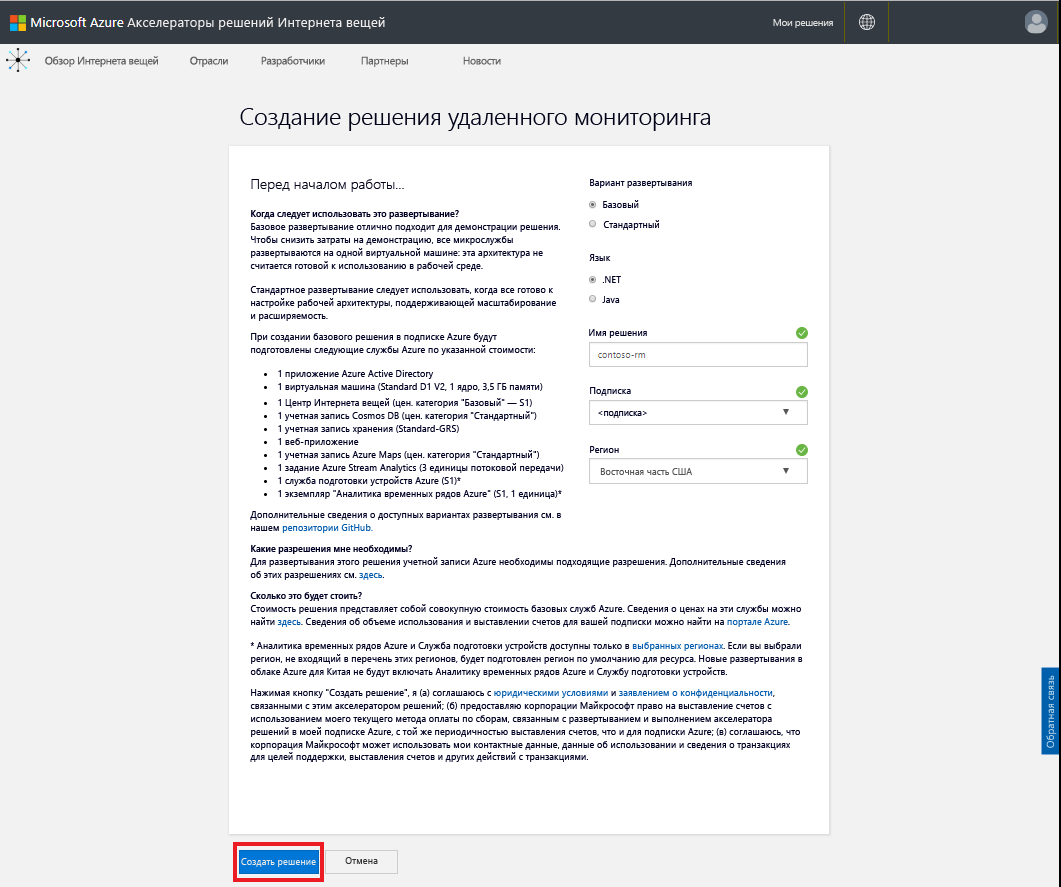 Microsoft Azure Акселераторы решений Интернета вещей
Мои решения
Обзор Интернета вещей
Отрасли
Разработчики
Партнеры
Новости
Создание решения удаленного мониторинга
Перед началом работы...
Когда следует использовать это развертывание?
Базовое развертывание отлично подходит для демонстрации решения.
Чтобы снизить затраты на демонстрацию, все микрослужбы
развертываются на одной виртуальной машине: эта архитектура не
считается готовой к использованию в рабочей среде.
Стандартное развертывание следует использовать, когда все готово к
настройке рабочей архитектуры, поддерживающей масштабирование
и расширяемость.
При создании базового решения в подписке Azure будут
подготовлены следующие службы Azure по указанной стоимости:
• 1 приложение Azure Active Directory
• 1 виртуальная машина (Standard D1 V2, 1 ядро, 3,5 ГБ памяти)
• 1 Центр Интернета вещей (цен. категория "Базовый" — S1)
• 1 учетная запись Cosmos DB (цен. категория "Стандартный")
• 1 учетная запись хранения (Standard-GRS)
• 1 веб-приложение
• 1 учетная запись Azure Maps (цен. категория "Стандартный")
• 1 задание Azure Stream Analytics (3 единицы потоковой передачи)
• 1 служба подготовки устройств Azure (S1)*
• 1 экземпляр "Аналитика временных рядов Azure" (S1, 1 единица)*
Дополнительные сведения о доступных вариантах развертывания см. в
нашем репозитории GitHub.
Вариант развертывания
Базовый
Стандартный
Язык
.NET
Java
Имя решения
contoso-rm
Подписка
<подписка>
Регион
Восточная часть США
Какие разрешения мне необходимы?
Для развертывания этого решения учетной записи Azure необходимы подходящие разрешения. Дополнительные сведения
об этих разрешениях см. здесь.
Сколько это будет стоить?
Стоимость решения представляет собой совокупную стоимость базовых служб Azure. Сведения о ценах на эти службы можно
найти здесь. Сведения об объеме использования и выставлении счетов для вашей подписки можно найти на портале Azure.
* Аналитика временных рядов Azure и Служба подготовки устройств доступны только в выбранных регионах. Если вы выбрали
регион, не входящий в перечень этих регионов, будет подготовлен регион по умолчанию для ресурса. Новые развертывания в
облаке Azure для Китая не будут включать Аналитику временных рядов Azure и Службу подготовки устройств.
Нажимая кнопку "Создать решение", я (а) соглашаюсь с юридическими условиями и заявлением о конфиденциальности,
связанными с этим акселератором решений; (б) предоставляю корпорации Майкрософт право на выставление счетов с
использованием моего текущего метода оплаты по сборам, связанным с развертыванием и выполнением акселератора
решений в моей подписке Azure, с той же периодичностью выставления счетов, что и для подписки Azure; (в) соглашаюсь, что
корпорация Майкрософт может использовать мои контактные данные, данные об использовании и сведения о транзакциях
для целей поддержки, выставления счетов и других действий с транзакциями.
Обратная связь
Создать решение
Отмена